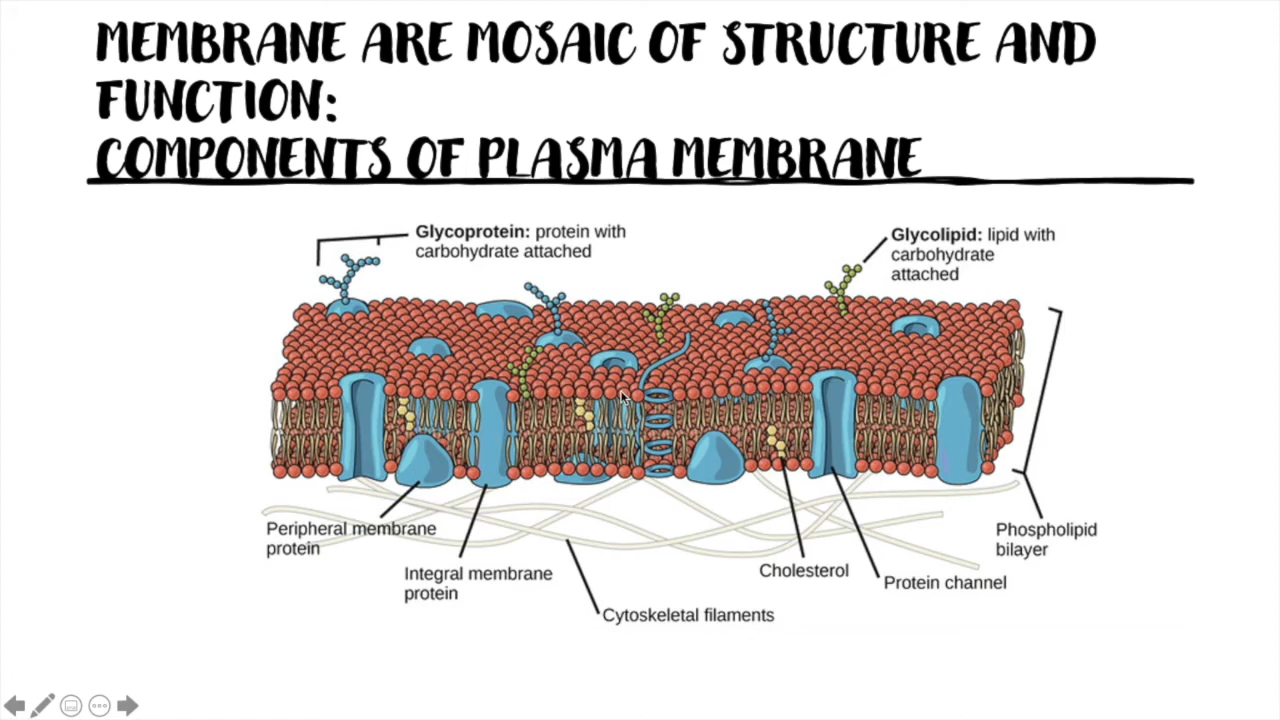 MEMBRANE ARE MOSAIC OF STRUCTURE AND
FUNCTION:
COMPONENTS OF PLASMA MEMBRANE
Glycoprotein: protein with
carbohydrate attached
Glycolipid: lipid with
carbohydrate
attached
Peripheral membrane
protein
Integral membrane
protein
Cytoskeletal filaments
Cholesterol
Protein channel
Phospholipid
bilayer